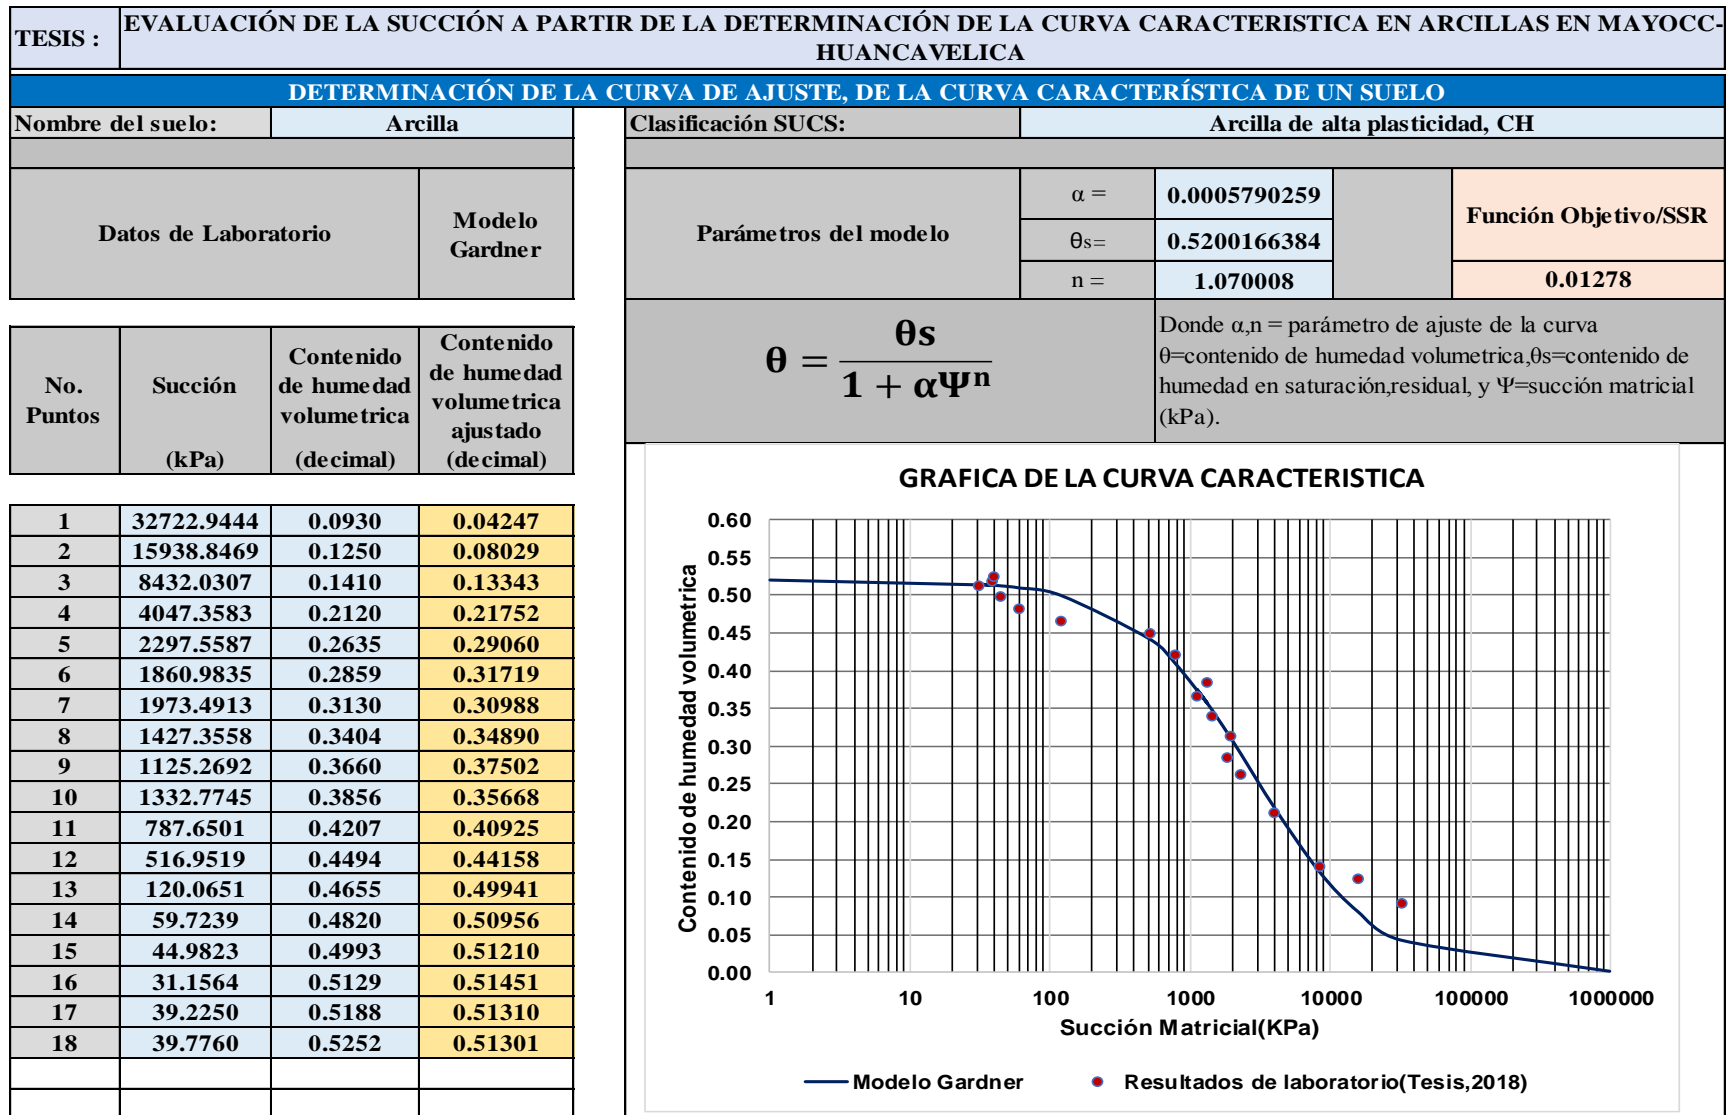 TESIS :
EVALUACIÓN DE LA SUCCIÓN A PARTIR DE LA DETERMINACIÓN DE LA CURVA CARACTERISTICA EN ARCILLAS EN MAYOCC-
HUANCAVELICA
DETERMINACIÓN DE LA CURVA DE AJUSTE, DE LA CURVA CARACTERÍSTICA DE UN SUELO
Nombre del suelo: Arcilla
Clasificación SUCS: Arcilla de alta plasticidad, CH
Datos de Laboratorio
Modelo
Gardner
Parámetros del modelo
α = 0.0005790259
θs= 0.5200166384
n = 1.070008
Función Objetivo/SSR
0.01278
θ = θs / 1 + αΨⁿ
Donde α,n = parámetro de ajuste de la curva
θ=contenido de humedad volumetrica,θs=contenido de
humedad en saturación,residual, y Ψ=succión matricial
(kPa).
No.
Puntos
Succión
(kPa)
Contenido
de humedad
volumetrica
(decimal)
Contenido
de humedad
volumetrica
ajustado
(decimal)
1 32722.9444 0.0930 0.04247
2 15938.8469 0.1250 0.08029
3 8432.0307 0.1410 0.13343
4 4047.3583 0.2120 0.21752
5 2297.5587 0.2635 0.29060
6 1860.9835 0.2859 0.31719
7 1973.4913 0.3130 0.30988
8 1427.3558 0.3404 0.34890
9 1125.2692 0.3660 0.37502
10 1332.7745 0.3856 0.35668
11 787.6501 0.4207 0.40925
12 516.9519 0.4494 0.44158
13 120.0651 0.4655 0.49941
14 59.7239 0.4820 0.50956
15 44.9823 0.4993 0.51210
16 31.1564 0.5129 0.51451
17 39.2250 0.5188 0.51310
18 39.7760 0.5252 0.51301
GRAFICA DE LA CURVA CARACTERISTICA
Contenido de humedad volumetrica
0.60
0.55
0.50
0.45
0.40
0.35
0.30
0.25
0.20
0.15
0.10
0.05
0.00
1 10 100 1000 10000 100000 1000000
Succión Matricial(KPa)
Modelo Gardner
Resultados de laboratorio(Tesis,2018)